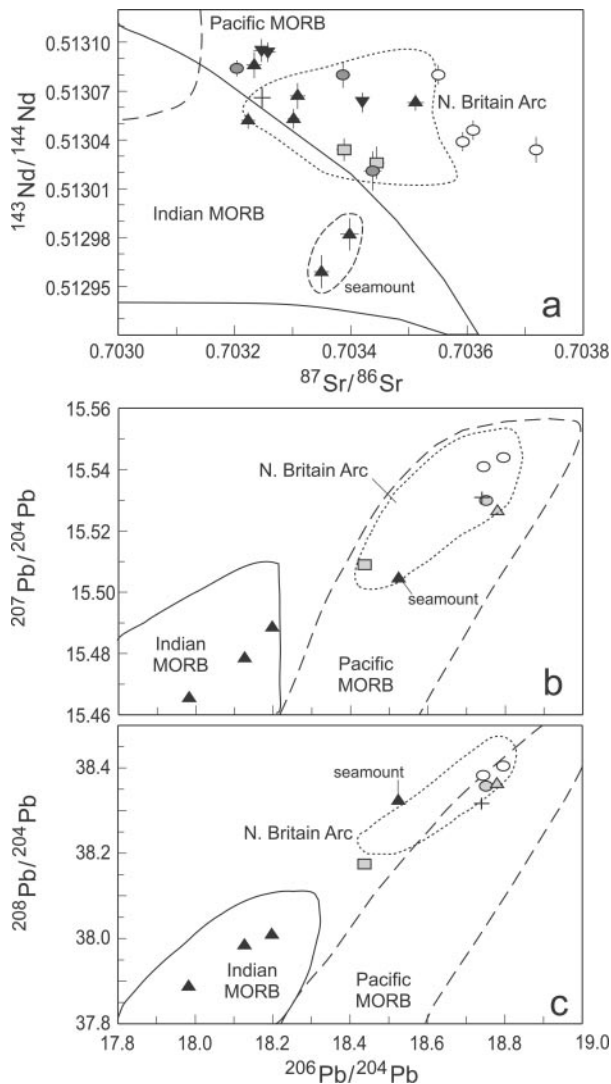 Pacific MORB
0.51310
0.51307
N. Britain Arc
0.51304
0.51301
143Nd/144Nd
Indian MORB
0.51298
0.51295
seamount
a
0.7030
0.7032
0.7034
0.7036
0.7038
87Sr/86Sr
15.56
15.54
N. Britain Arc
15.52
207Pb/204Pb
15.50
seamount
Indian
MORB
15.48
Pacific
MORB
b
15.46
38.4
seamount
N. Britain Arc
38.2
208Pb/204Pb
38.0
Indian
MORB
Pacific
MORB
c
37.8
17.8
18.0
18.2
18.4
18.6
18.8
19.0
206Pb/204Pb